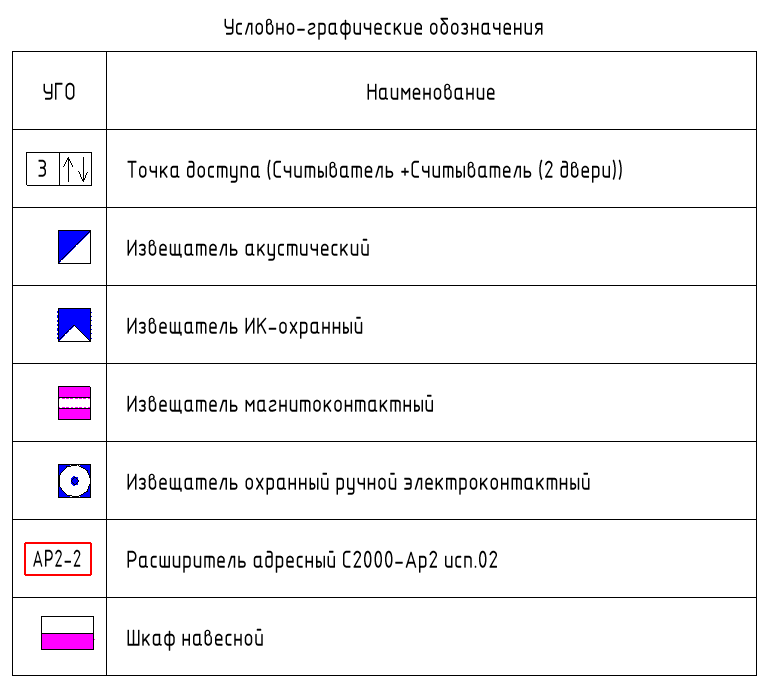 Условно-графические обозначения
УГО
Наименование
3
Точка доступа (Считыватель +Считыватель (2 двери))
Извещатель акустический
Извещатель ИК-охранный
Извещатель магнитоконтактный
Извещатель охранный ручной электроконтактный
АР2-2
Расширитель адресный С2000-Ар2 исп.02
Шкаф навесной